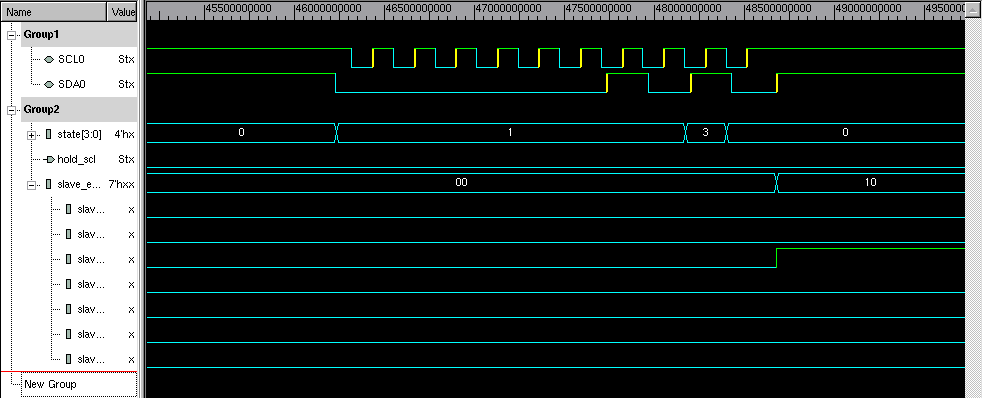 Name Value 45500000000 46000000000 46500000000 47000000000 47500000000 48000000000 48500000000 49000000000 49500000
Group1
SCL0 Stx
SDA0 Stx
Group2
state[3:0] 4'hx 0 1 3 0
hold_scl Stx
slave_e... 7'hxx 00 10
slav... x
slav... x
slav... x
slav... x
slav... x
slav... x
slav... x
New Group